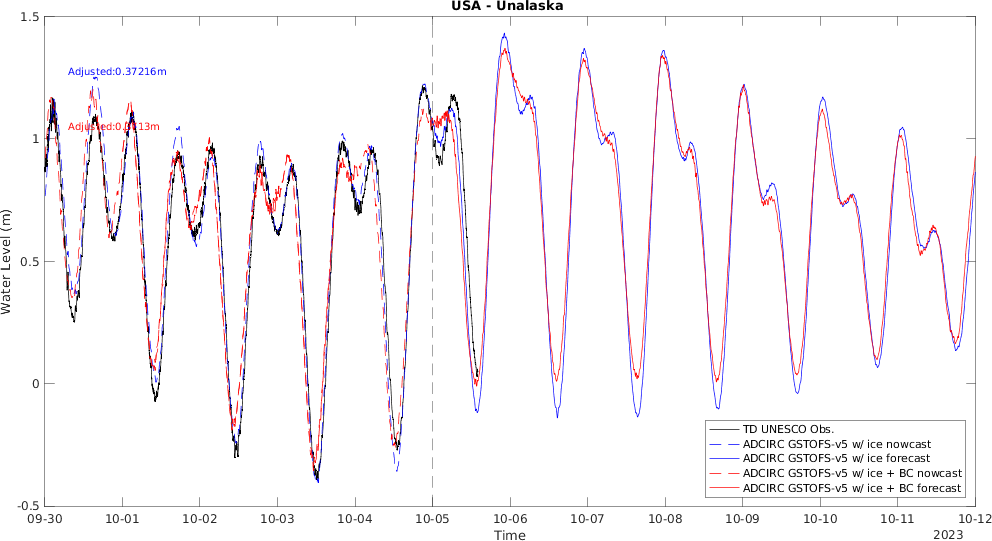 USA - Unalaska
1.5
1
0.5
0
-0.5
Water Level (m)
Adjusted:0.37216m
09-30
10-01
10-02
10-03
10-04
10-05
10-06
10-07
10-08
10-09
10-10
10-11
10-12
Time
2023
TD UNESCO Obs.
ADCIRC GSTOFS-v5 w/ ice nowcast
ADCIRC GSTOFS-v5 w/ ice forecast
ADCIRC GSTOFS-v5 w/ ice + BC nowcast
ADCIRC GSTOFS-v5 w/ ice + BC forecast